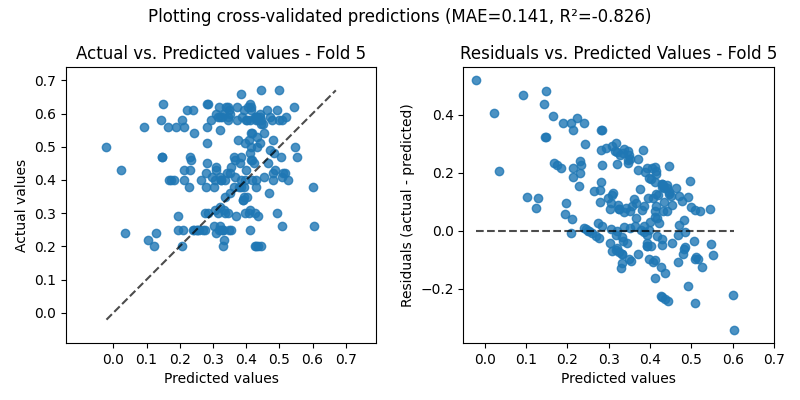 Plotting cross-validated predictions (MAE=0.141, R²=-0.826)
Actual vs. Predicted values - Fold 5
Actual values
0.7
0.6
0.5
0.4
0.3
0.2
0.1
0.0
0.0 0.1 0.2 0.3 0.4 0.5 0.6 0.7
Predicted values
Residuals vs. Predicted Values - Fold 5
Residuals (actual - predicted)
0.4
0.2
0.0
−0.2
0.0 0.1 0.2 0.3 0.4 0.5 0.6 0.7
Predicted values